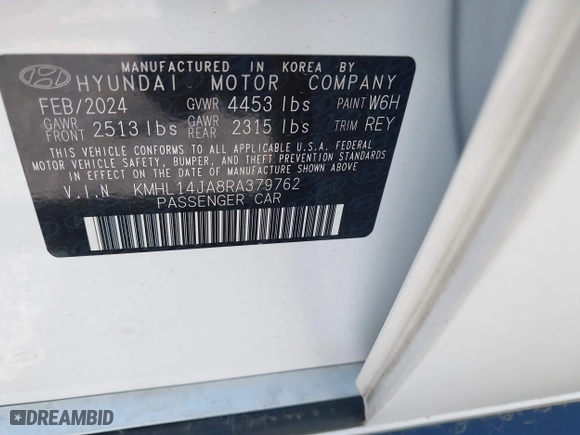 MANUFACTURED IN KOREA BY
HYUNDAI MOTOR COMPANY
FEB/2024 GVWR 4453 lbs PAINT W6H
GAWR FRONT 2513 lbs GAWR REAR 2315 lbs TRIM REY
THIS VEHICLE CONFORMS TO ALL APPLICABLE U.S.A. FEDERAL
MOTOR VEHICLE SAFETY, BUMPER, AND THEFT PREVENTION STANDARDS
IN EFFECT ON THE DATE OF MANUFACTURE SHOWN ABOVE.
V.I.N. KMHL14JA8RA379762
PASSENGER CAR
DREAMBID